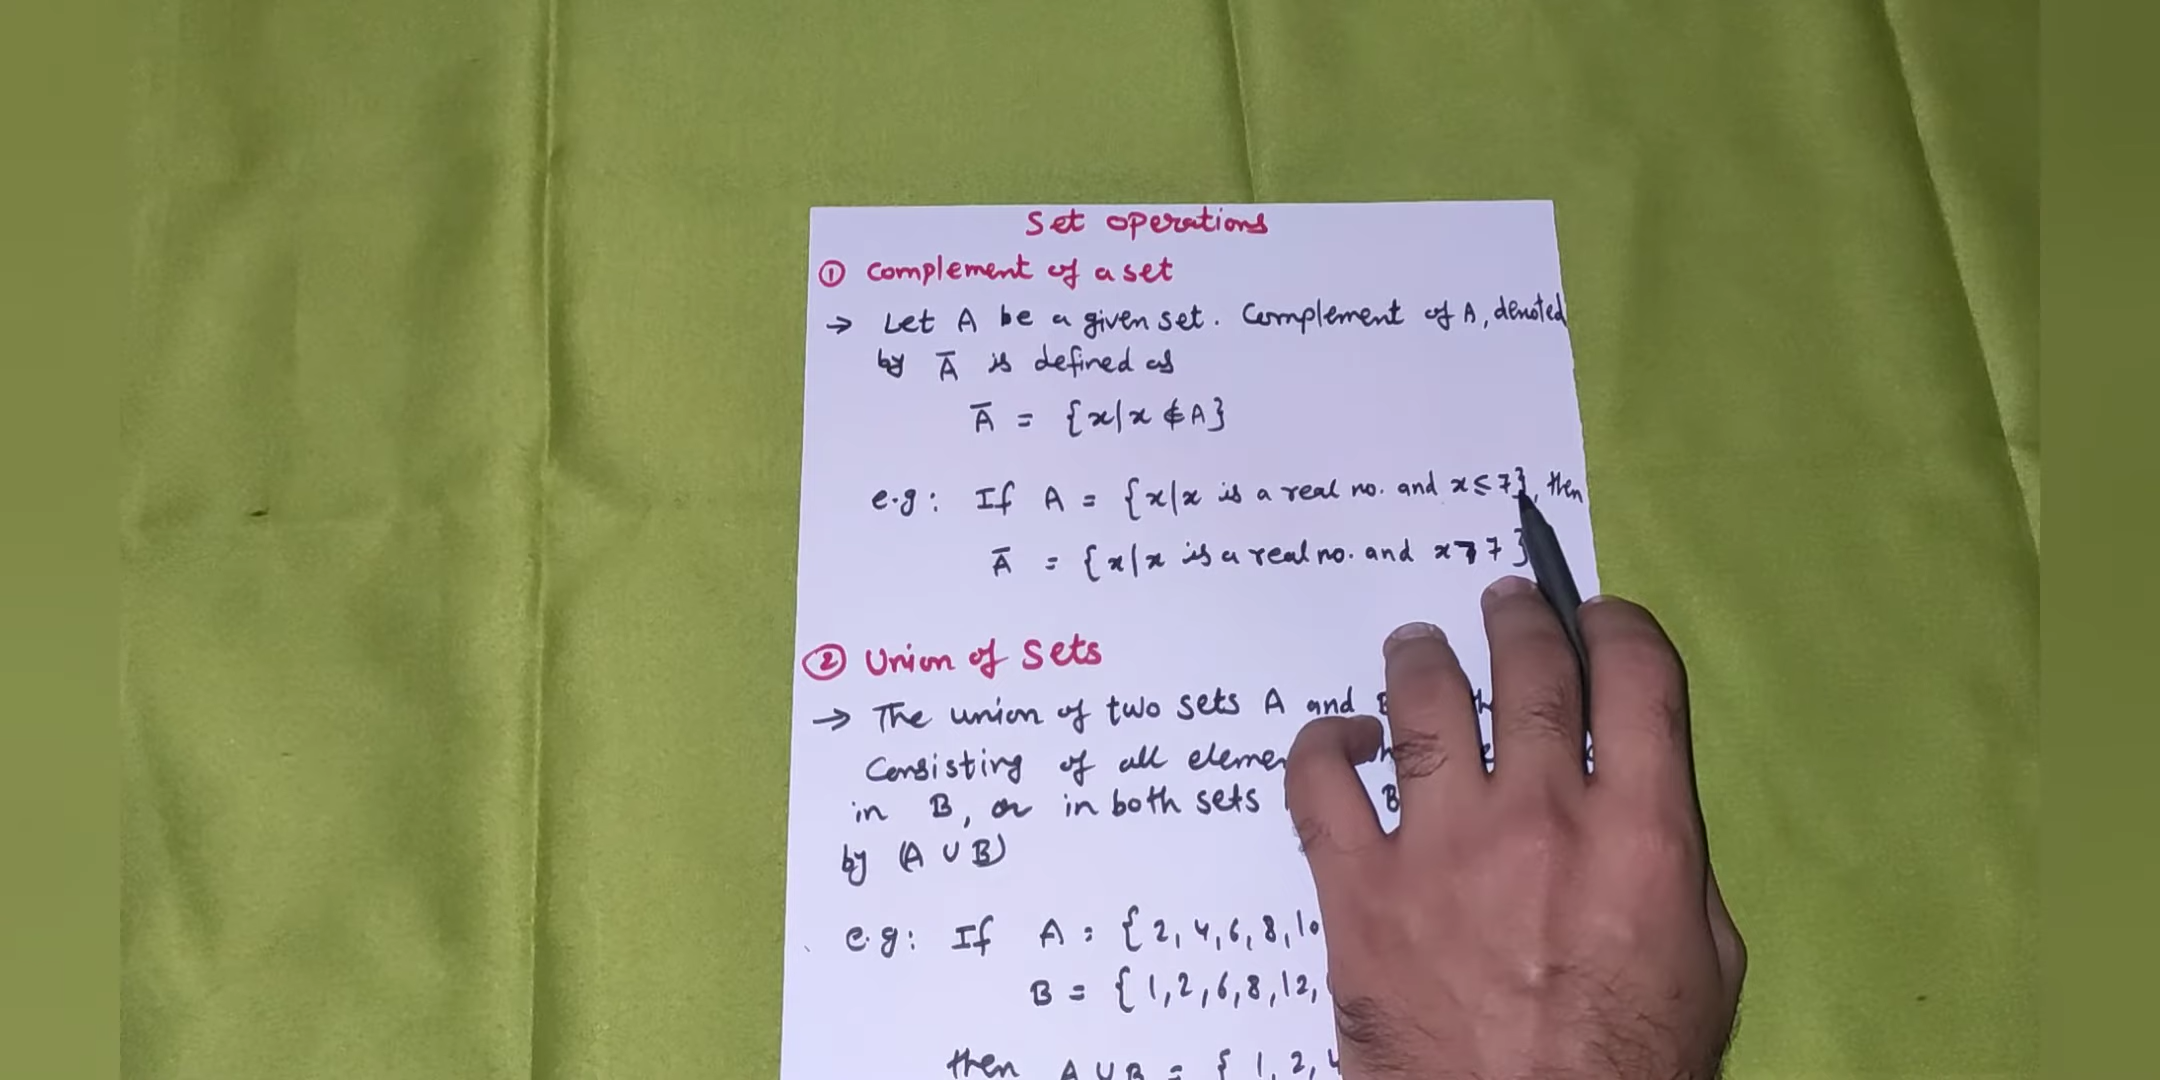 Set operations
① Complement of a set
→ Let A be a given set. Complement of A, denoted
by A̅ is defined as
A̅ = {x|x ∉ A}
e.g: If A = {x|x is a real no. and x ≤ 7}, then
A̅ = {x|x is a real no. and x > 7}
② Union of Sets
→ The union of two sets A and
Consisting of all
in B, or in both sets B
by (A ∪ B)
e.g: If A = {2, 4, 6, 8, 10
B = {1, 2, 6, 8, 12,
then A ∪ B = { 1, 2, 4